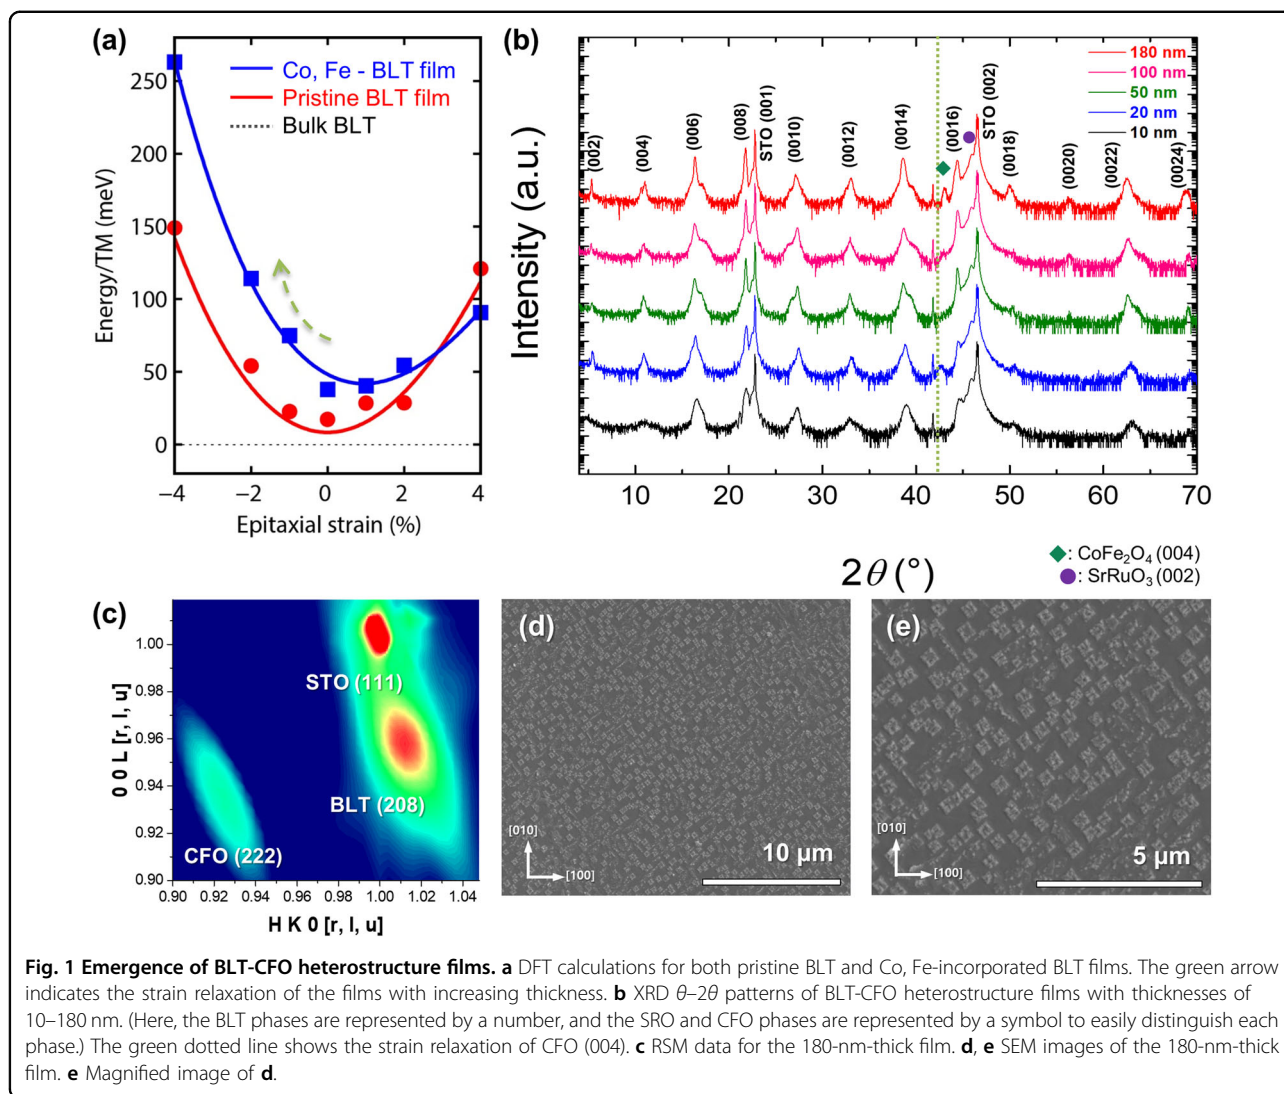 (a)
Co, Fe - BLT film
Pristine BLT film
Bulk BLT
Energy/TM (meV)
250
200
150
100
50
0
−4
−2
0
2
4
Epitaxial strain (%)
(b)
Intensity (a.u.)
180 nm
100 nm
50 nm
20 nm
10 nm
(002)
(004)
(006)
(008)
STO (001)
(0010)
(0012)
(0014)
(0016)
STO (002)
(0018)
(0020)
(0022)
(0024)
10
20
30
40
50
60
70
2θ (°)
: CoFe2O4 (004)
: SrRuO3 (002)
(c)
0 0 L [r, l, u]
1.00
0.98
0.96
0.94
0.92
0.90
STO (111)
BLT (208)
CFO (222)
0.90
0.92
0.94
0.96
0.98
1.00
1.02
1.04
H K 0 [r, l, u]
(d)
[010]
[100]
10 µm
(e)
[010]
[100]
5 µm
Fig. 1 Emergence of BLT-CFO heterostructure films. a DFT calculations for both pristine BLT and Co, Fe-incorporated BLT films. The green arrow
indicates the strain relaxation of the films with increasing thickness. b XRD θ–2θ patterns of BLT-CFO heterostructure films with thicknesses of
10–180 nm. (Here, the BLT phases are represented by a number, and the SRO and CFO phases are represented by a symbol to easily distinguish each
phase.) The green dotted line shows the strain relaxation of CFO (004). c RSM data for the 180-nm-thick film. d, e SEM images of the 180-nm-thick
film. e Magnified image of d.